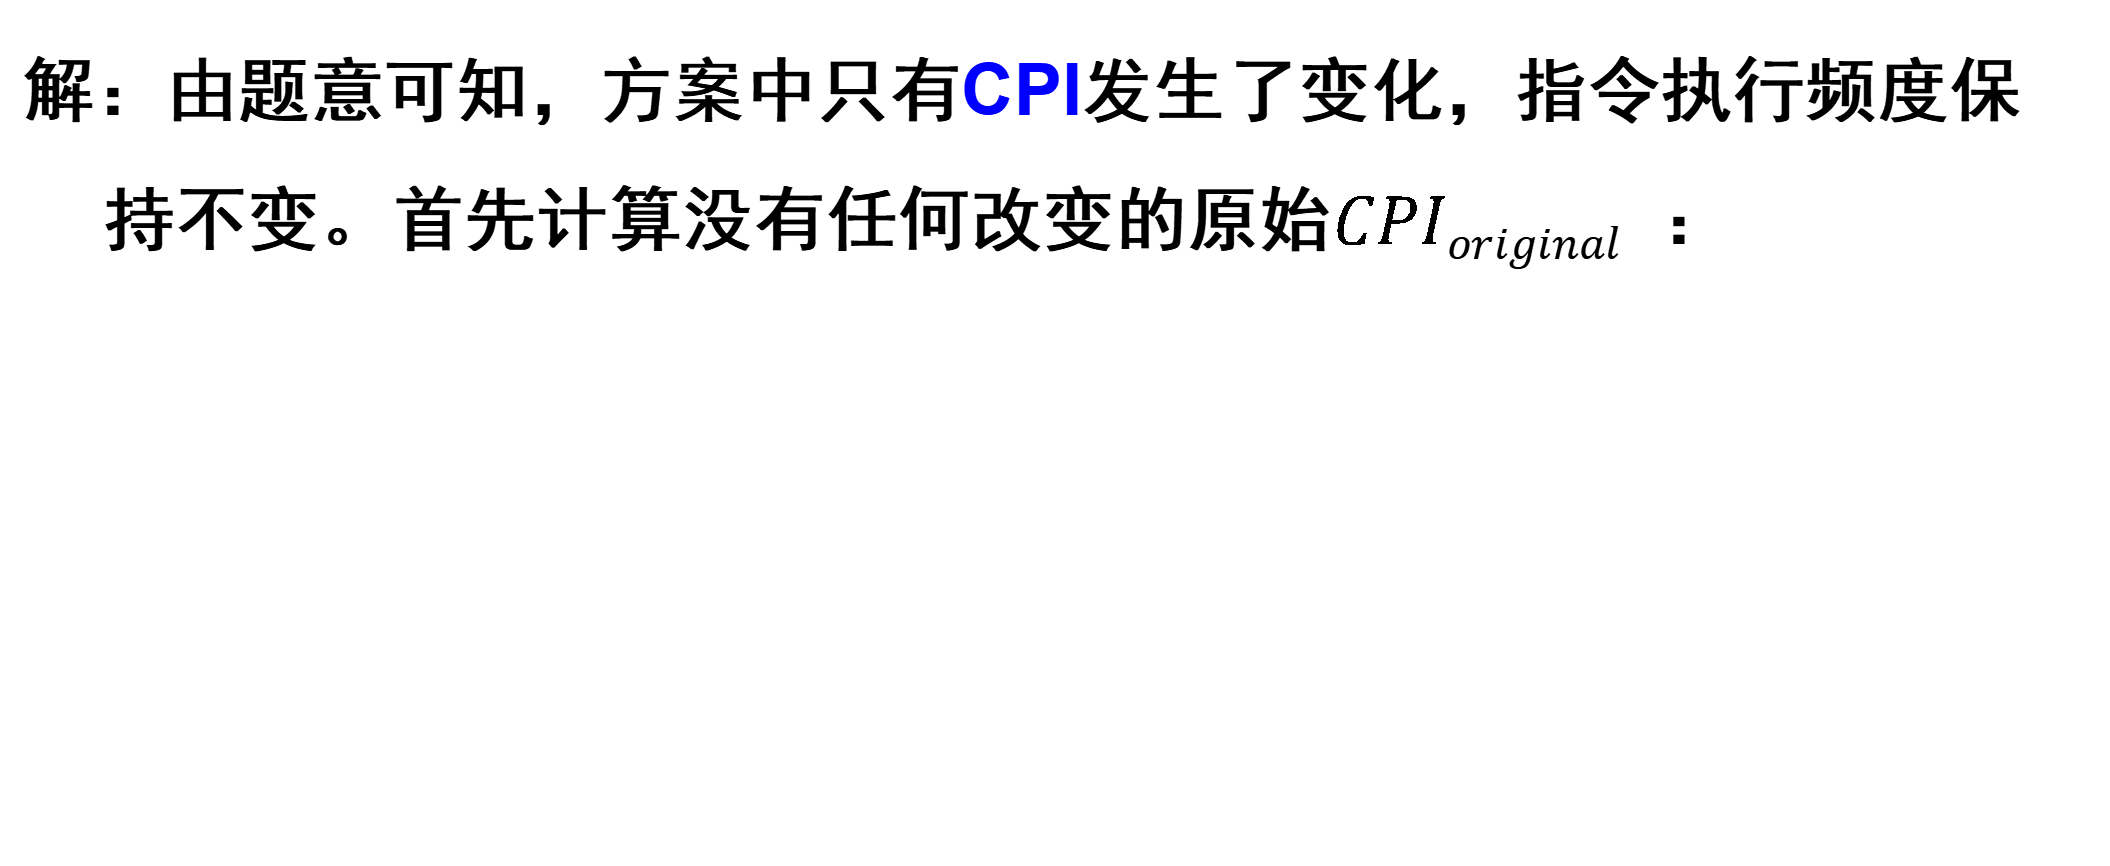 解：由题意可知，方案中只有CPI发生了变化，指令执行频度保
持不变。首先计算没有任何改变的原始CPI_original ：